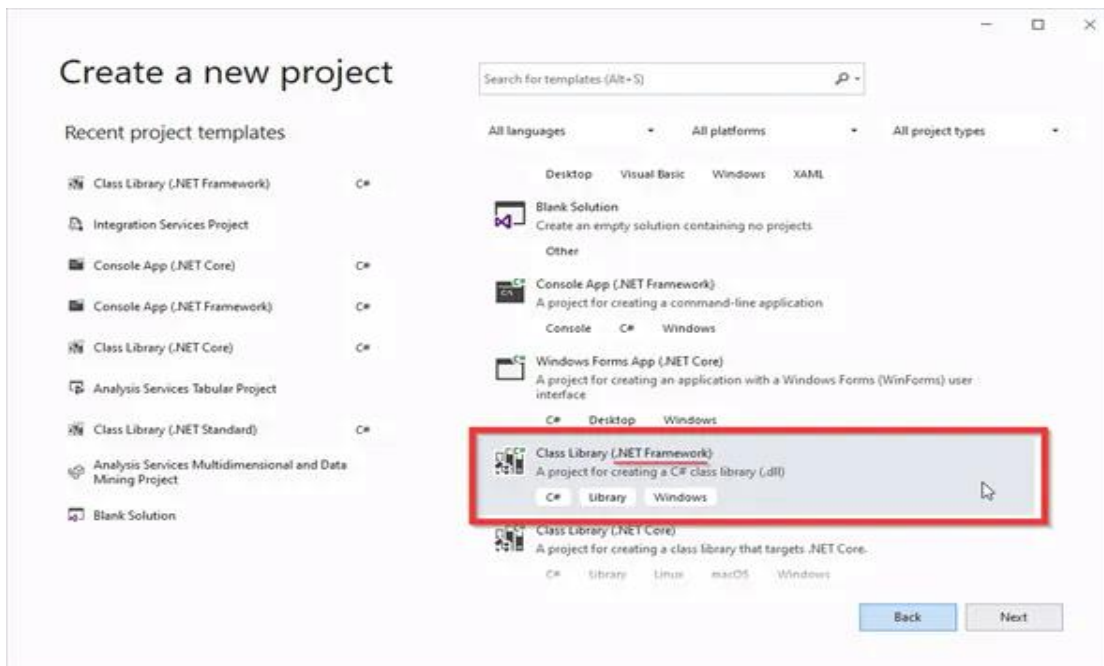 Create a new project
Search for templates (Alt+S)
Recent project templates
All languages
All platforms
All project types
Class Library (.NET Framework) C#
Integration Services Project
Console App (.NET Core) C#
Console App (.NET Framework) C#
Class Library (.NET Core) C#
Analysis Services Tabular Project
Class Library (.NET Standard) C#
Analysis Services Multidimensional and Data
Mining Project
Blank Solution
Desktop Visual Basic Windows XAML
Blank Solution
Create an empty solution containing no projects
Other
Console App (.NET Framework)
A project for creating a command-line application
Console C# Windows
Windows Forms App (.NET Core)
A project for creating an application with a Windows Forms (WinForms) user
interface
C# Desktop Windows
Class Library (.NET Framework)
A project for creating a C# class library (.dll)
C# Library Windows
Class Library (.NET Core)
A project for creating a class library that targets .NET Core.
C# Library Linux macOS Windows
Back
Next